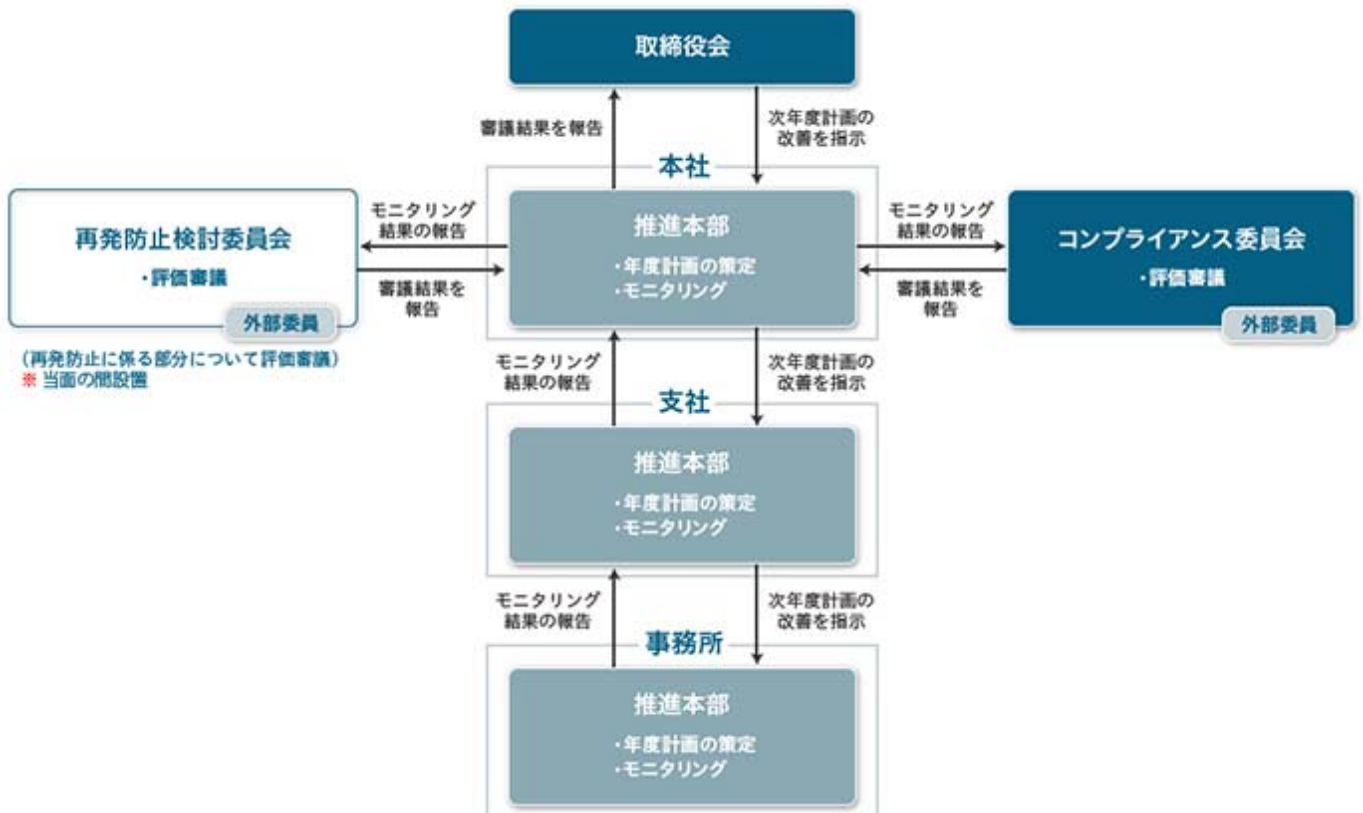 取締役会
審議結果を報告
次年度計画の
改善を指示
本社
再発防止検討委員会
・評価審議
外部委員
(再発防止に係る部分について評価審議)
※ 当面の間設置
モニタリング
結果の報告
審議結果を
報告
推進本部
・年度計画の策定
・モニタリング
モニタリング
結果の報告
審議結果を
報告
コンプライアンス委員会
・評価審議
外部委員
モニタリング
結果の報告
次年度計画の
改善を指示
支社
推進本部
・年度計画の策定
・モニタリング
モニタリング
結果の報告
次年度計画の
改善を指示
事務所
推進本部
・年度計画の策定
・モニタリング